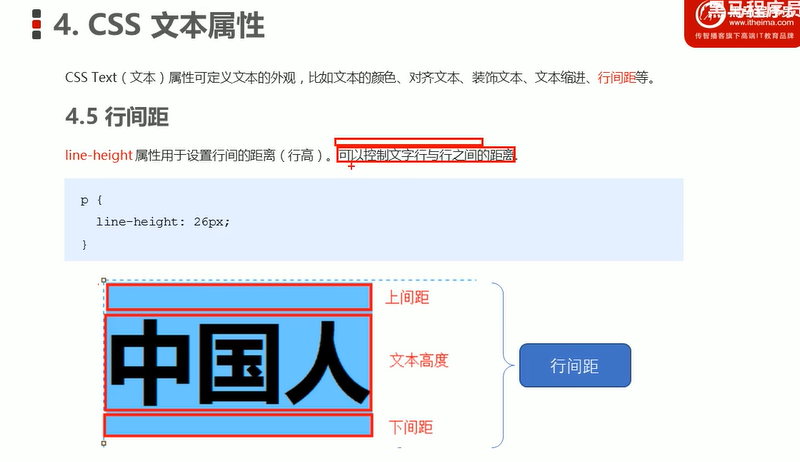 4. CSS 文本属性
黑马程序员
www.itheima.com
传智播客旗下高端IT教育品牌
CSS Text（文本）属性可定义文本的外观，比如文本的颜色、对齐文本、装饰文本、文本缩进、行间距等。
4.5 行间距
line-height 属性用于设置行间的距离（行高）。可以控制文字行与行之间的距离.
p {
line-height: 26px;
}
上间距
中国人
文本高度
行间距
下间距